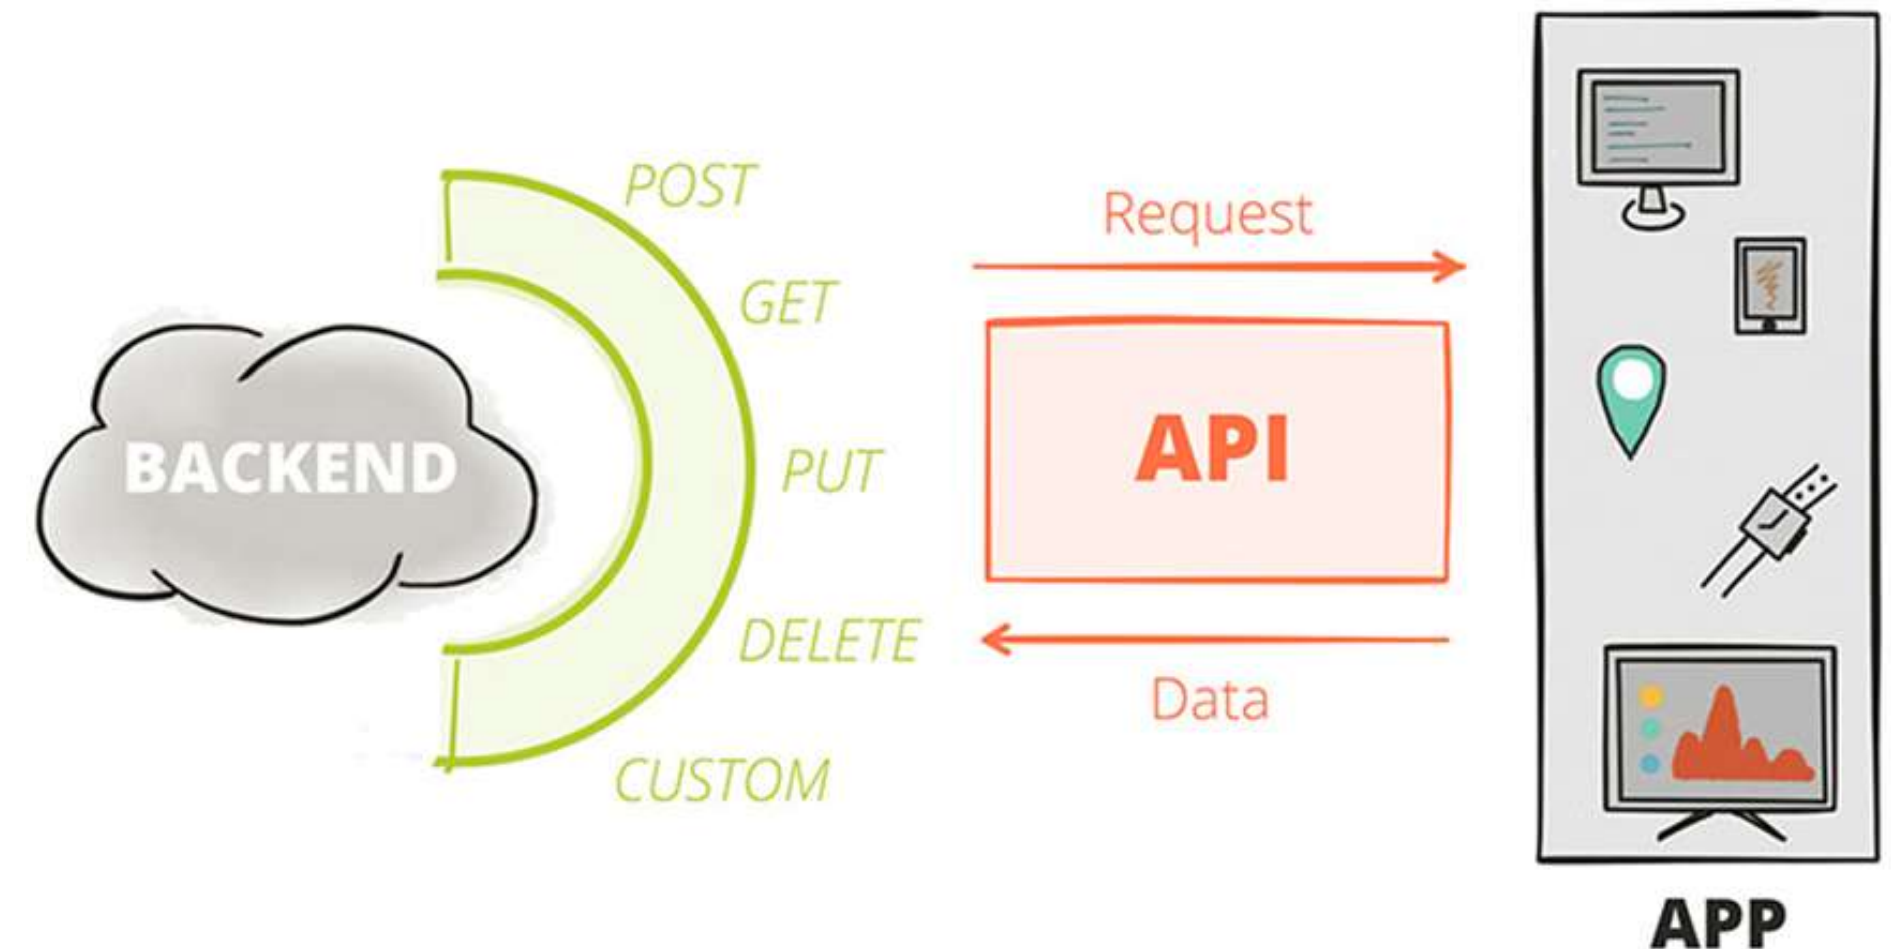 BACKEND
POST
GET
PUT
DELETE
CUSTOM
Request
API
Data
APP